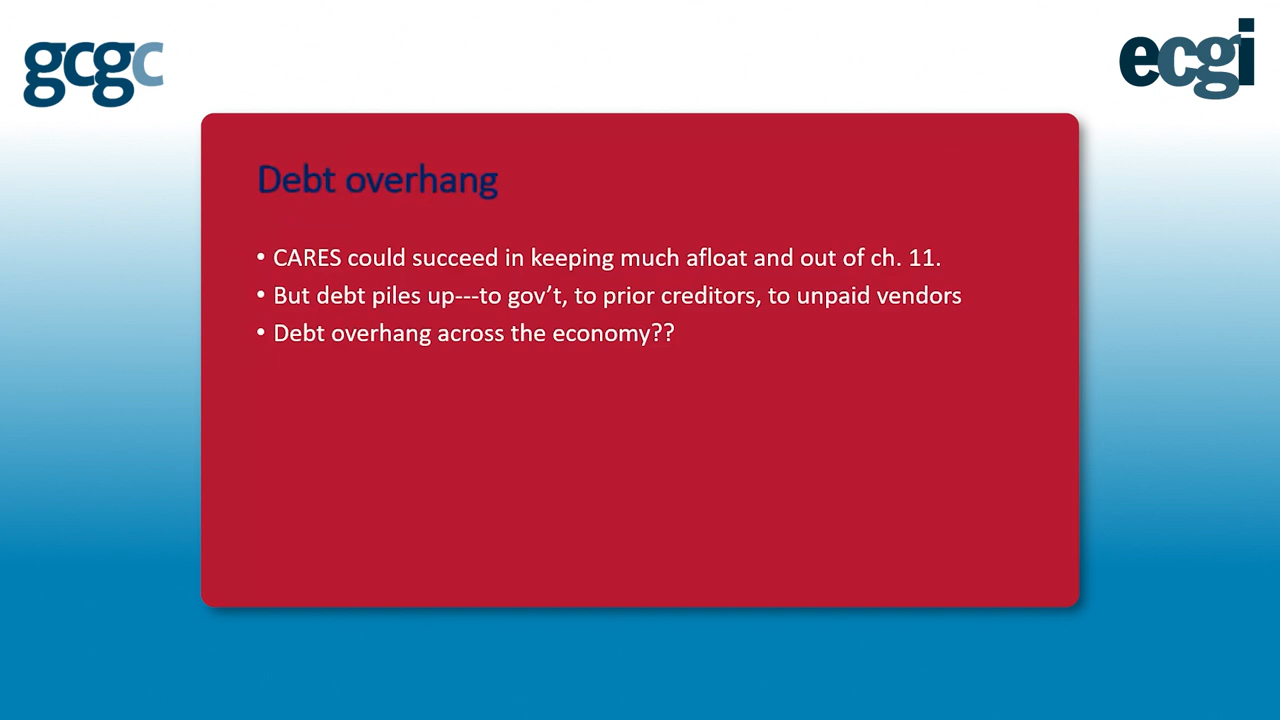 gcgc
ecgi
Debt overhang
• CARES could succeed in keeping much afloat and out of ch. 11.
• But debt piles up---to gov’t, to prior creditors, to unpaid vendors
• Debt overhang across the economy??